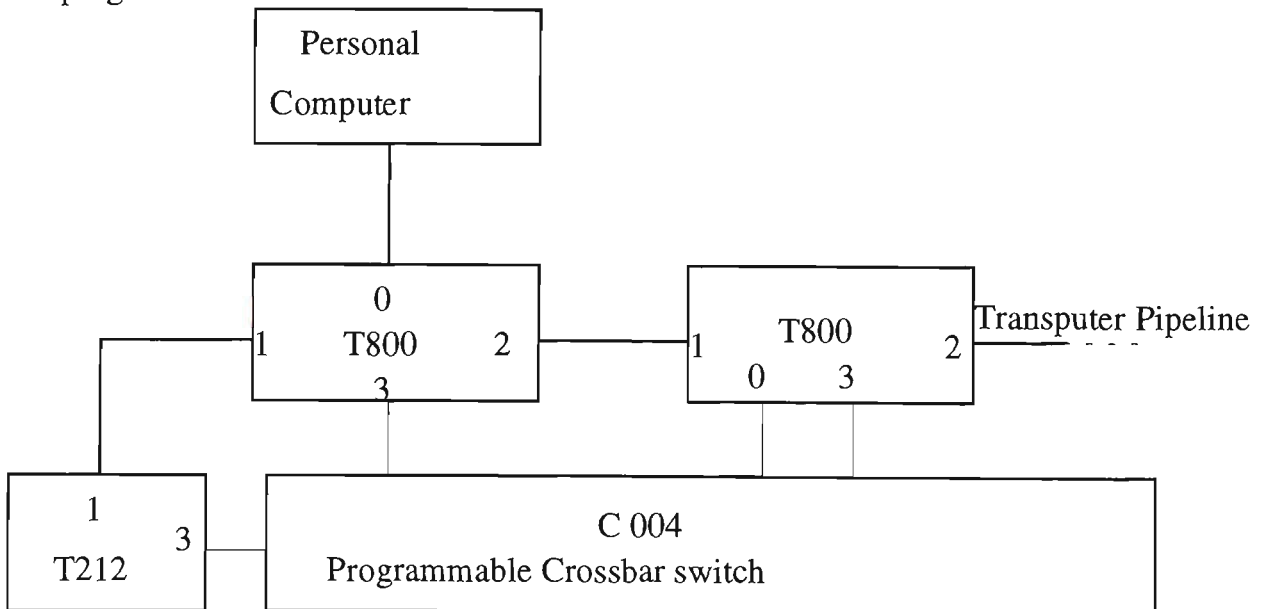 Personal
Computer
0
1 T800 2
3
Transputer Pipeline
T800
1 2
0 3
1
3
T212
C 004
Programmable Crossbar switch